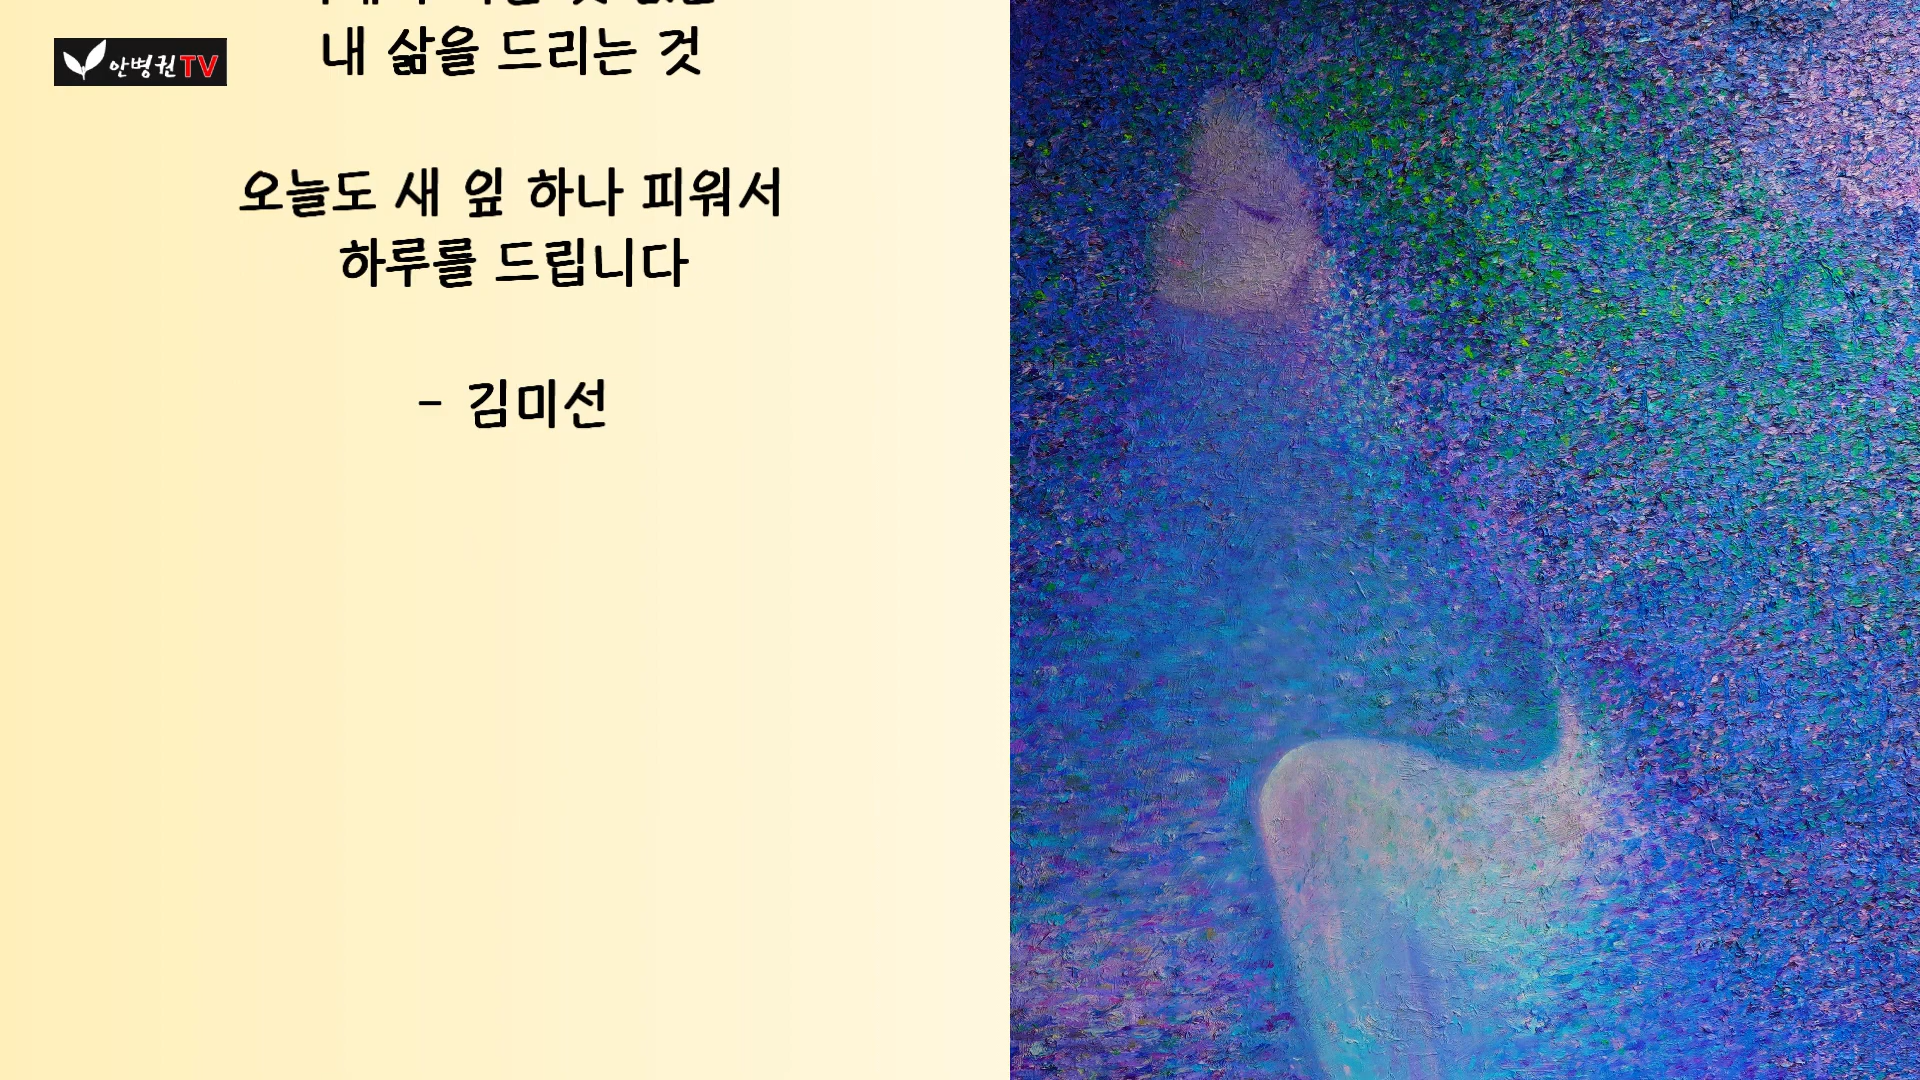 안병권TV
내 삶을 드리는 것
오늘도 새 잎 하나 피워서
하루를 드립니다
- 김미선